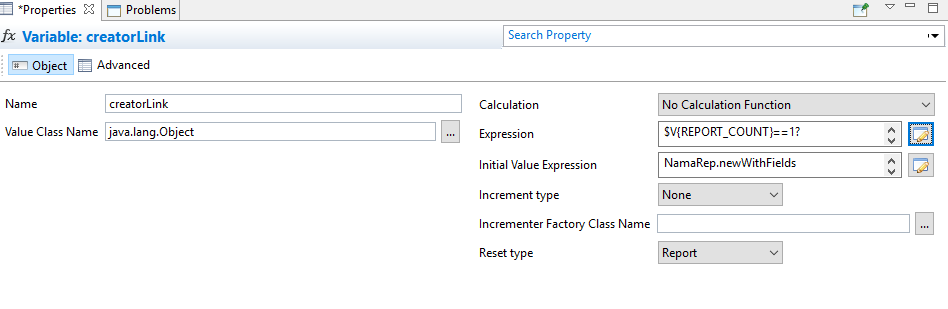 *Properties
Problems
Variable: creatorLink
Search Property
Object
Advanced
Name
creatorLink
Value Class Name
java.lang.Object
...
Calculation
No Calculation Function
Expression
$V{REPORT_COUNT}==1?
Initial Value Expression
NamaRep.newWithFields
Increment type
None
Incrementer Factory Class Name
...
Reset type
Report